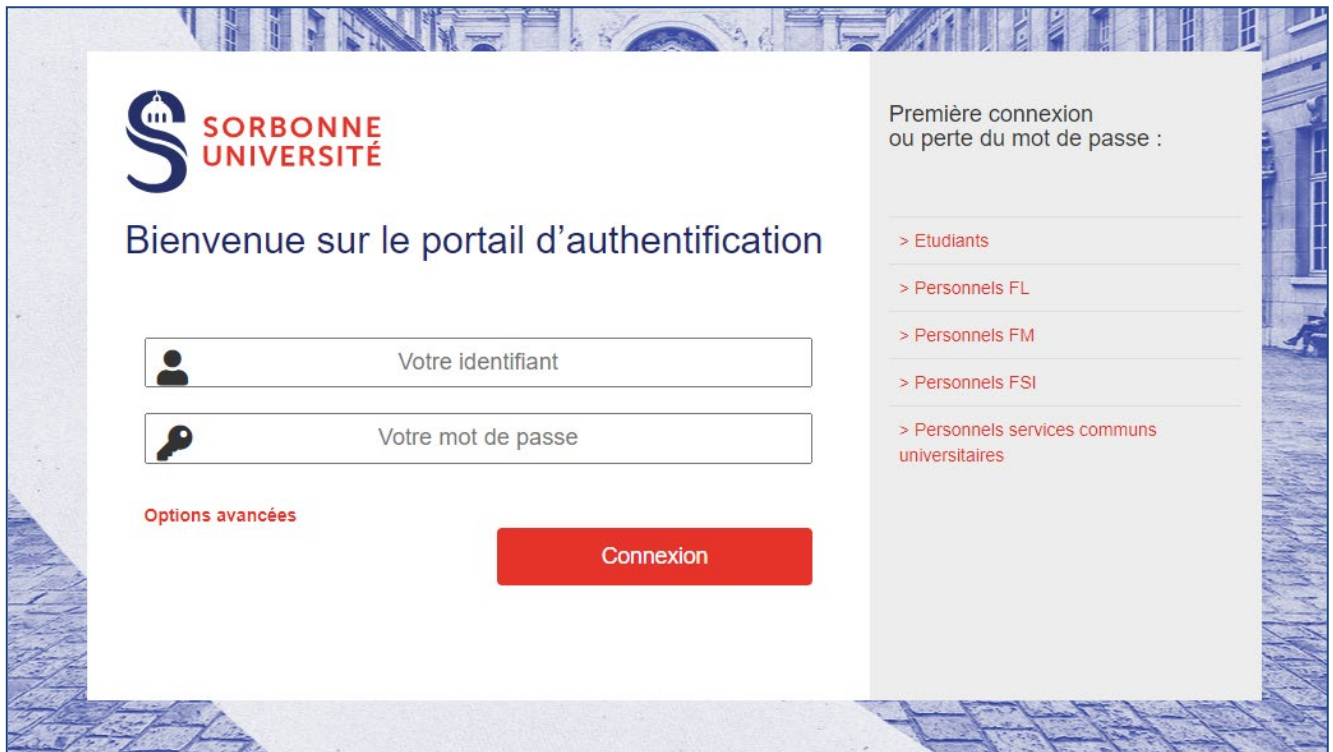 SORBONNE
UNIVERSITÉ
Bienvenue sur le portail d’authentification
Votre identifiant
Votre mot de passe
Options avancées
Connexion
Première connexion
ou perte du mot de passe :
> Etudiants
> Personnels FL
> Personnels FM
> Personnels FSI
> Personnels services communs
universitaires